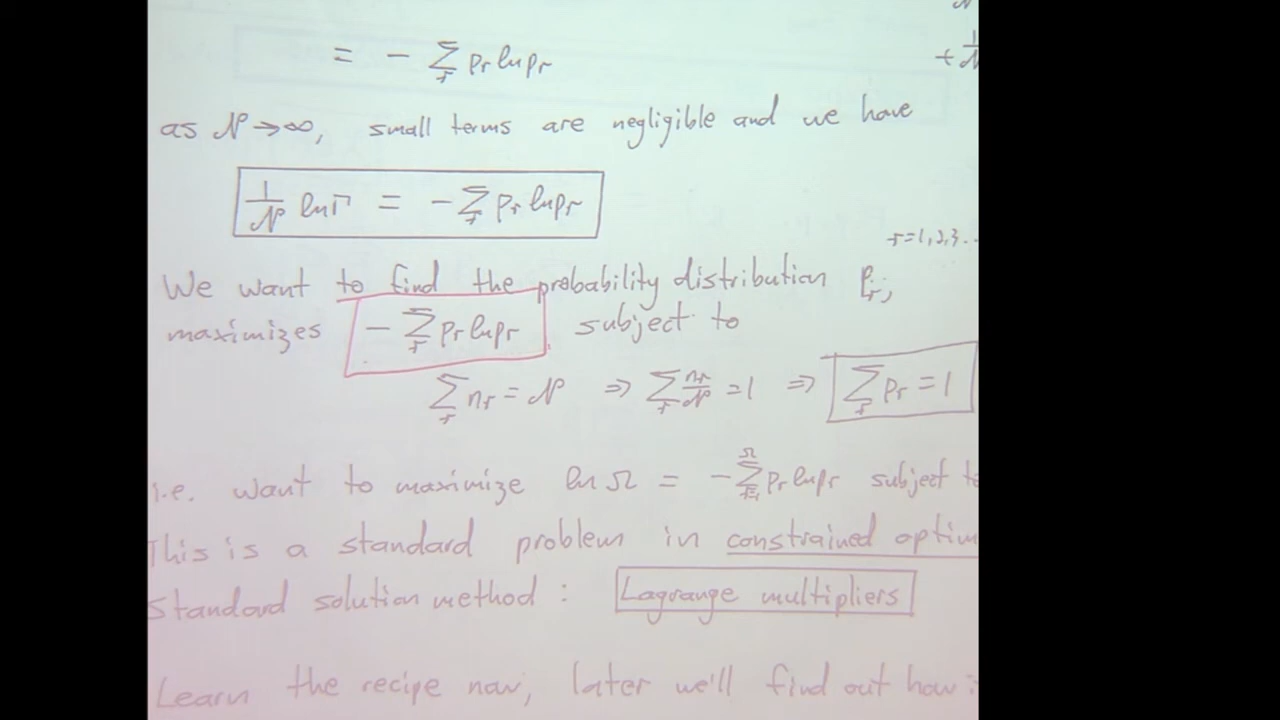 = - Σ_r p_r ln p_r
+ 1/𝒩
as 𝒩 → ∞, small terms are negligible and we have
1/𝒩 ln Γ = - Σ_r p_r ln p_r
r=1,2,3..
We want to find the probability distribution p_r,
maximizes - Σ_r p_r ln p_r subject to
Σ_r n_r = 𝒩 ⇒ Σ_r n_r/𝒩 = 1 ⇒ Σ_r p_r = 1
i.e. want to maximize ln Ω = - Σ_{r=1}^Ω p_r ln p_r subject to
This is a standard problem in constrained optim
Standard solution method : Lagrange multipliers
Learn the recipe now, later we'll find out how i